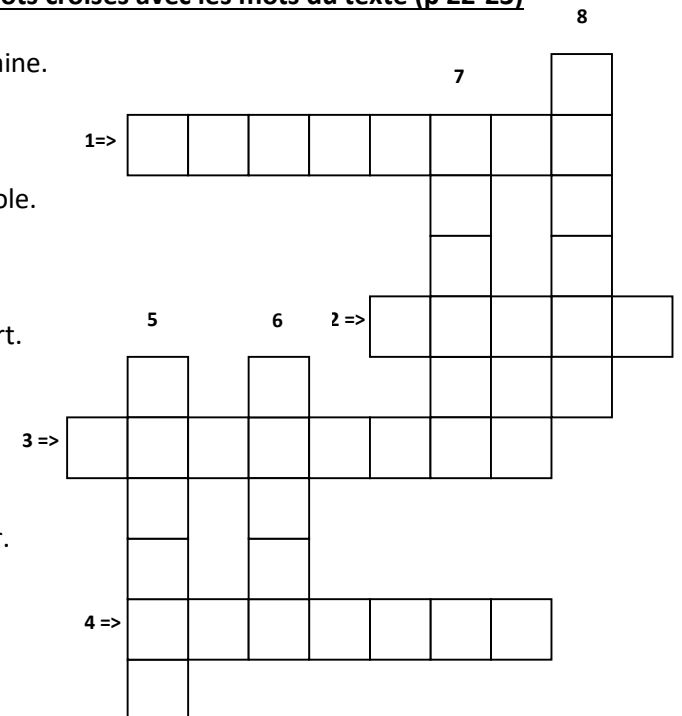 ots croisés avec les mots du texte (p 22-23)
8
aine.
7
1=>
ble.
5
6
2 =>
rt.
3 =>
r.
4 =>